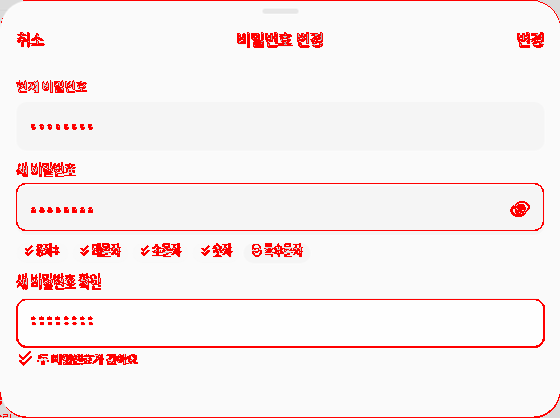 취소 비밀번호 변경 변경
현재 비밀번호
••••••••
새 비밀번호
••••••••
대문자 소문자 숫자 특수문자
새 비밀번호 확인
••••••••
두 비밀번호가 같아요